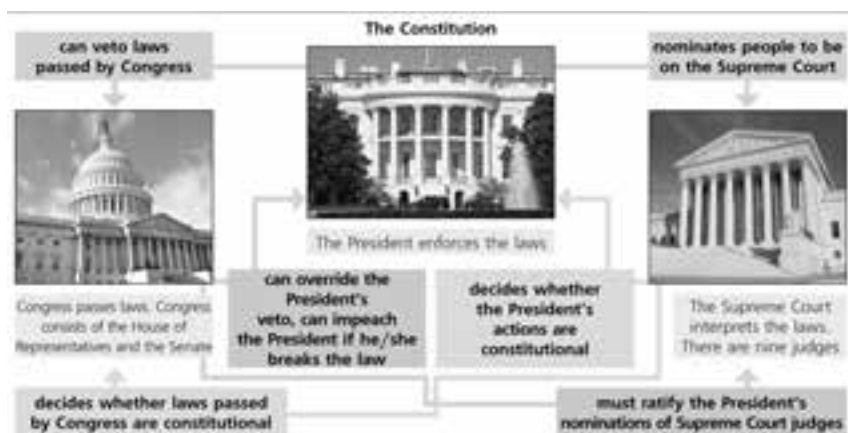 The Constitution
can veto laws
passed by Congress
nominates people to be
on the Supreme Court
The President enforces the laws
can override the
President's
veto, can impeach
the President if he/she
breaks the law
decides whether
the President's
actions are
constitutional
Congress passes laws. Congress
consists of the House of
Representatives and the Senate
The Supreme Court
interprets the laws.
There are nine judges
decides whether laws passed
by Congress are constitutional
must ratify the President's
nominations of Supreme Court judges